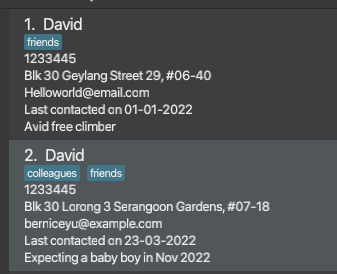 1. David
friends
1233445
Blk 30 Geylang Street 29, #06-40
Helloworld@email.com
Last contacted on 01-01-2022
Avid free climber
2. David
colleagues friends
1233445
Blk 30 Lorong 3 Serangoon Gardens, #07-18
berniceyu@example.com
Last contacted on 23-03-2022
Expecting a baby boy in Nov 2022